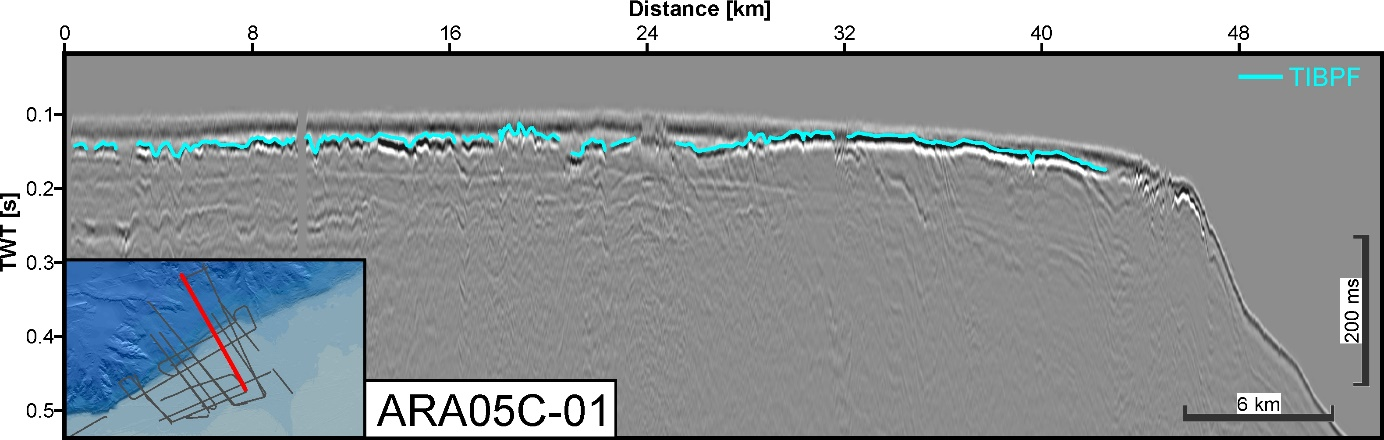 Distance [km]
0 8 16 24 32 40 48
TIBPF
TWT [s]
0.1
0.2
0.3
0.4
0.5
200 ms
6 km
ARA05C-01